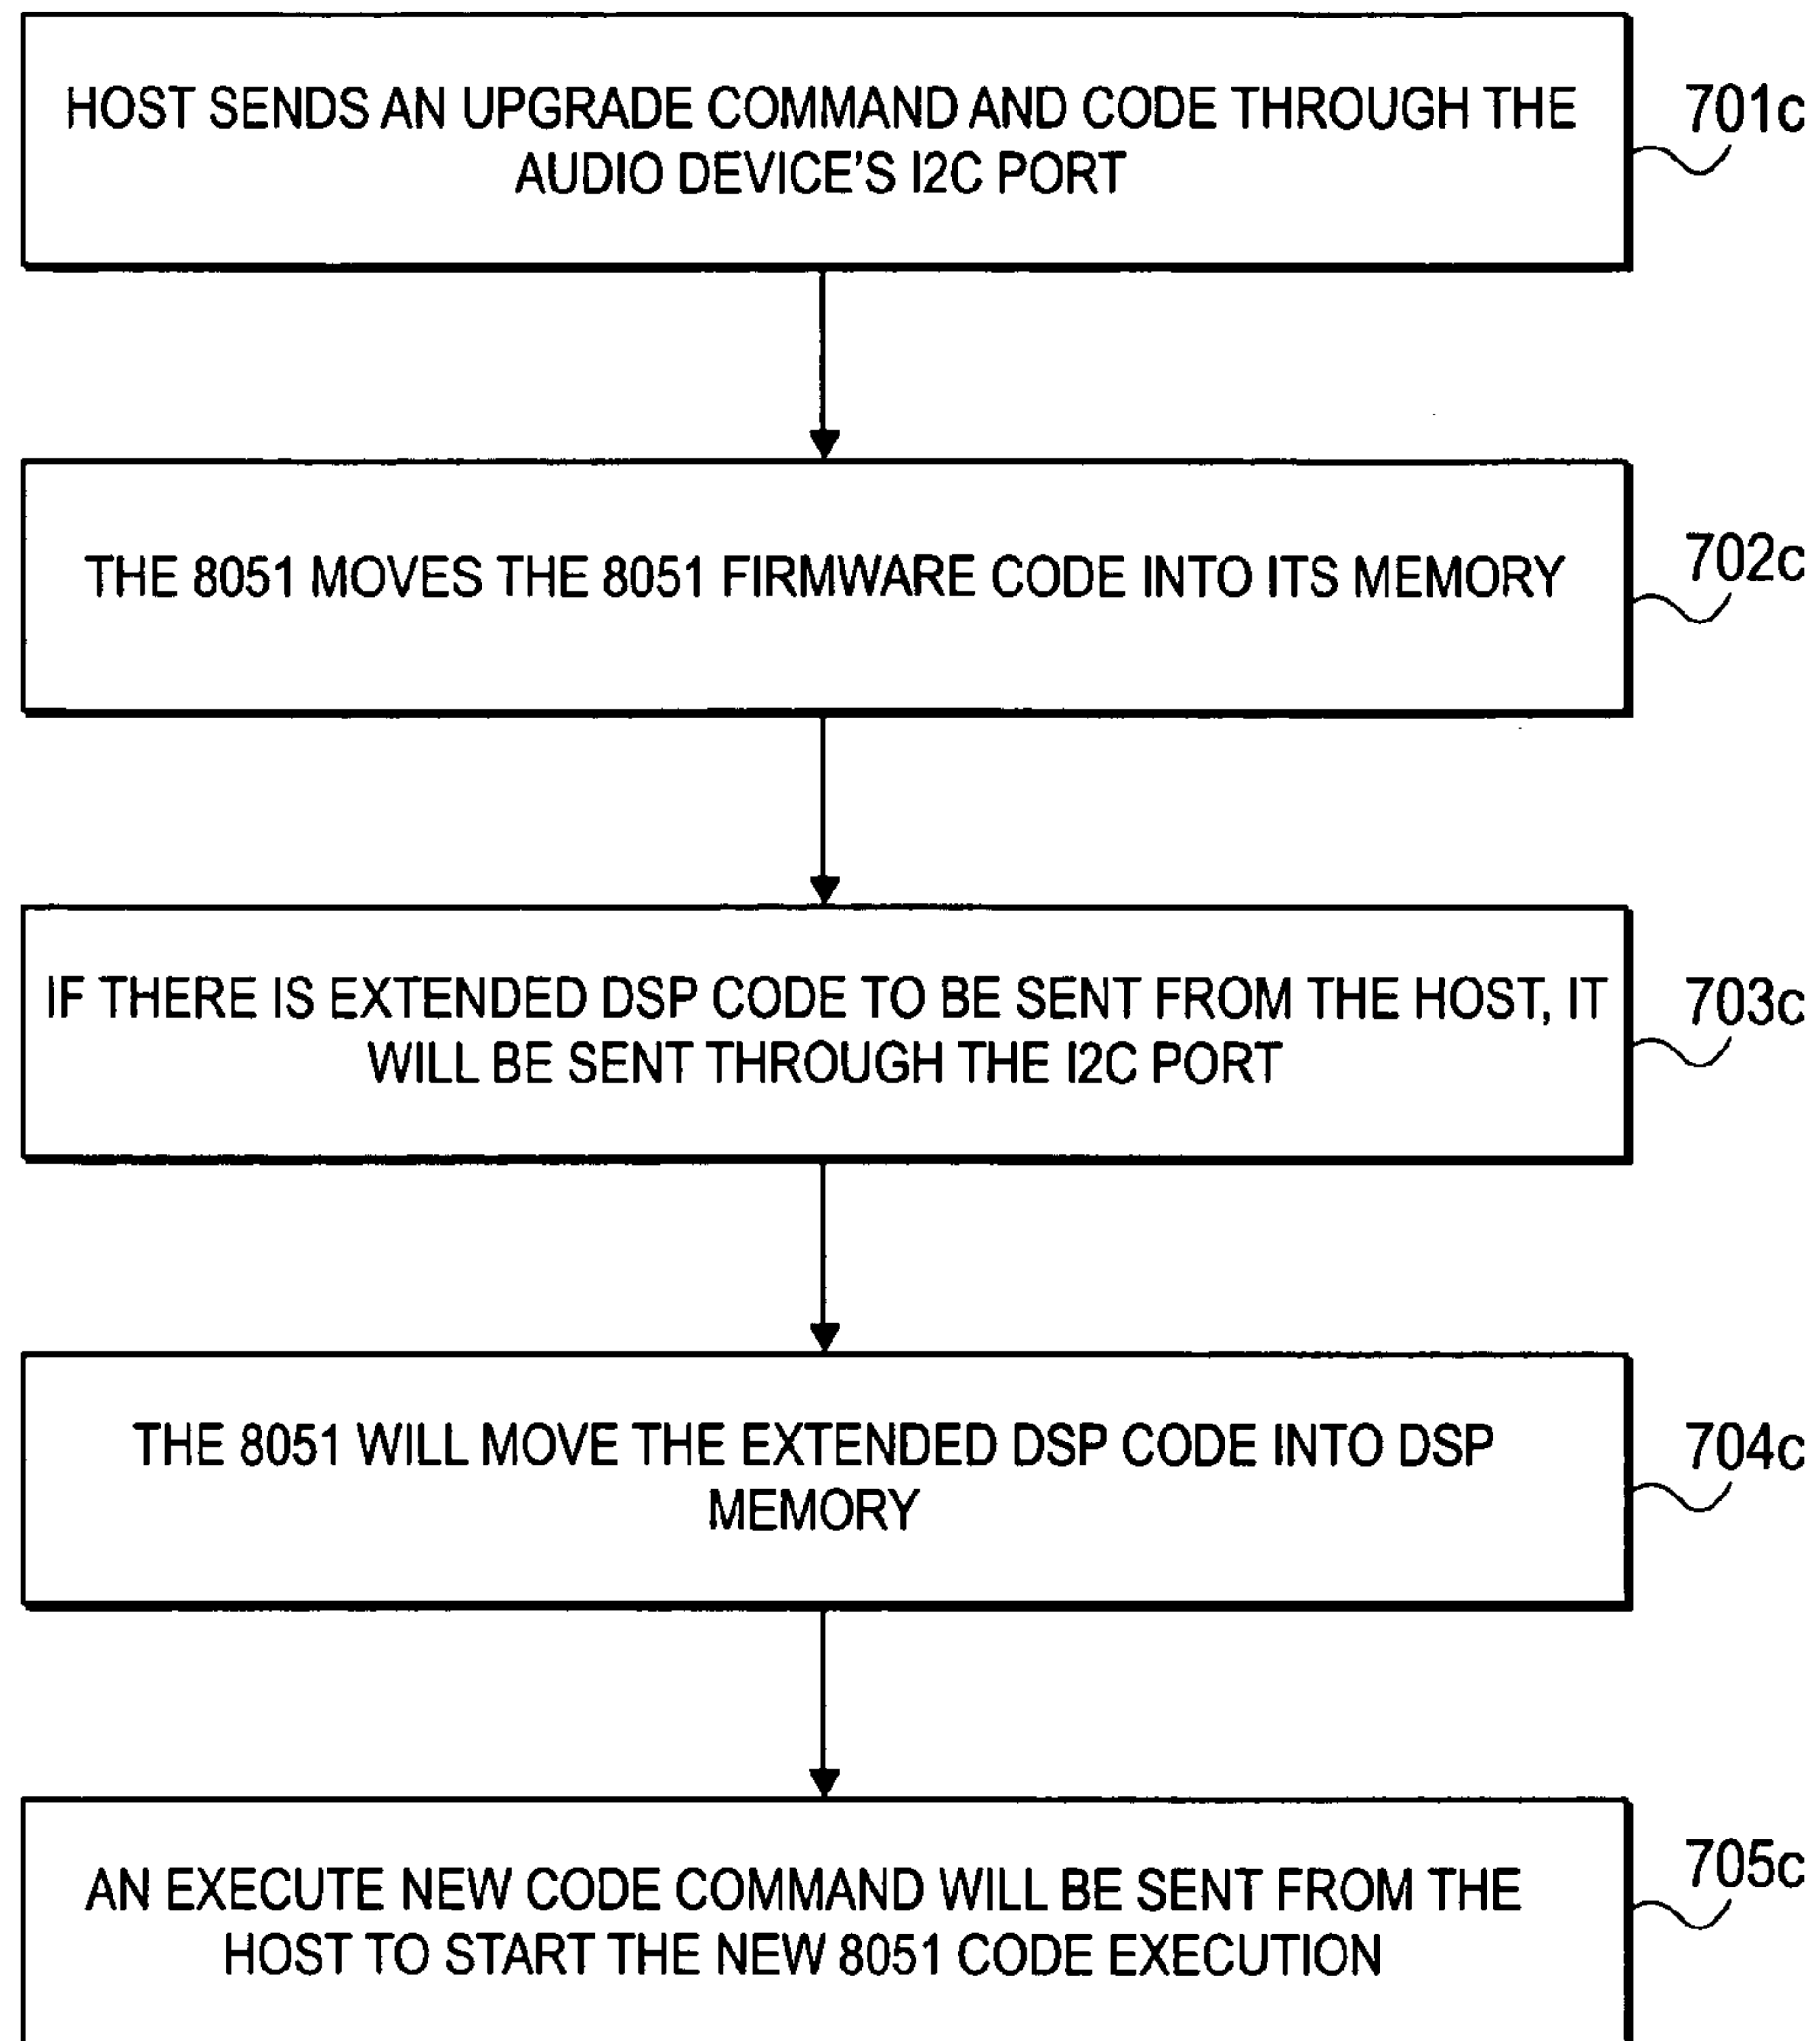 HOST SENDS AN UPGRADE COMMAND AND CODE THROUGH THE
AUDIO DEVICE'S I2C PORT
701c
THE 8051 MOVES THE 8051 FIRMWARE CODE INTO ITS MEMORY
702c
IF THERE IS EXTENDED DSP CODE TO BE SENT FROM THE HOST, IT
WILL BE SENT THROUGH THE I2C PORT
703c
THE 8051 WILL MOVE THE EXTENDED DSP CODE INTO DSP
MEMORY
704c
AN EXECUTE NEW CODE COMMAND WILL BE SENT FROM THE
HOST TO START THE NEW 8051 CODE EXECUTION
705c